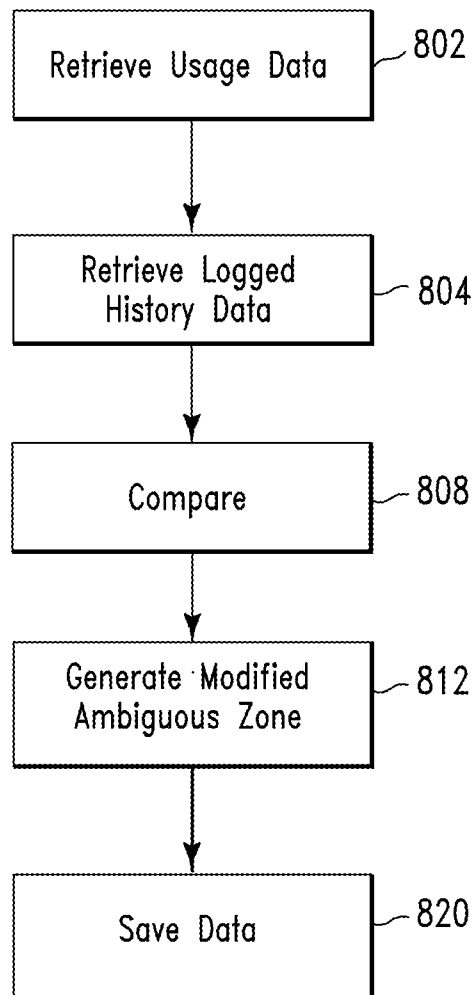 Retrieve Usage Data
802
Retrieve Logged
History Data
804
Compare
808
Generate Modified
Ambiguous Zone
812
Save Data
820